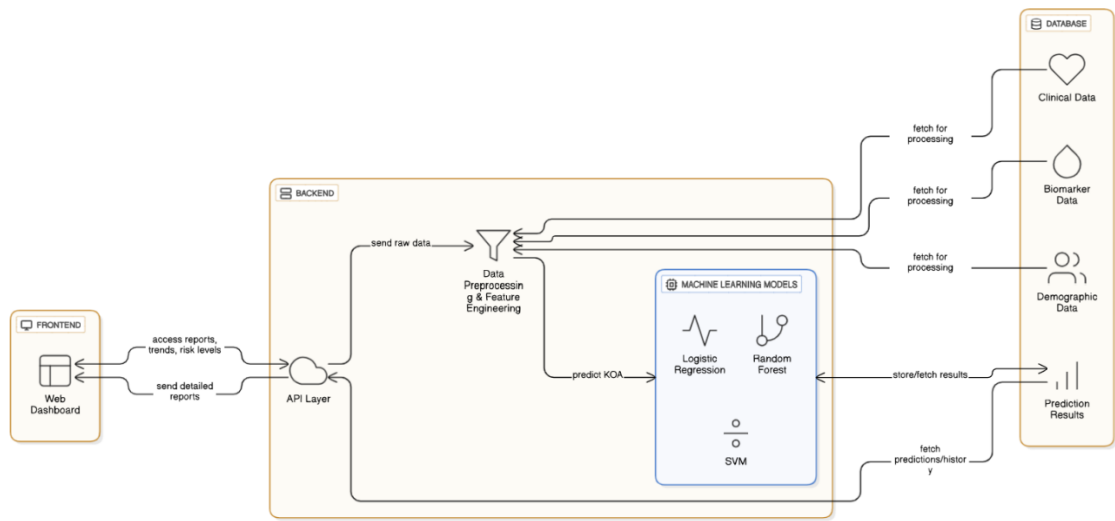 DATABASE
Clinical Data
fetch for
processing
Biomarker
Data
fetch for
processing
BACKEND
send raw data
Data
Preprocessin
g & Feature
Engineering
fetch for
processing
Demographic
Data
MACHINE LEARNING MODELS
FRONTEND
access reports,
trends, risk levels
Logistic
Regression
Random
Forest
send detailed
reports
Web
Dashboard
API Layer
predict KOA
store/fetch results
Prediction
Results
SVM
fetch
predictions/histor
y